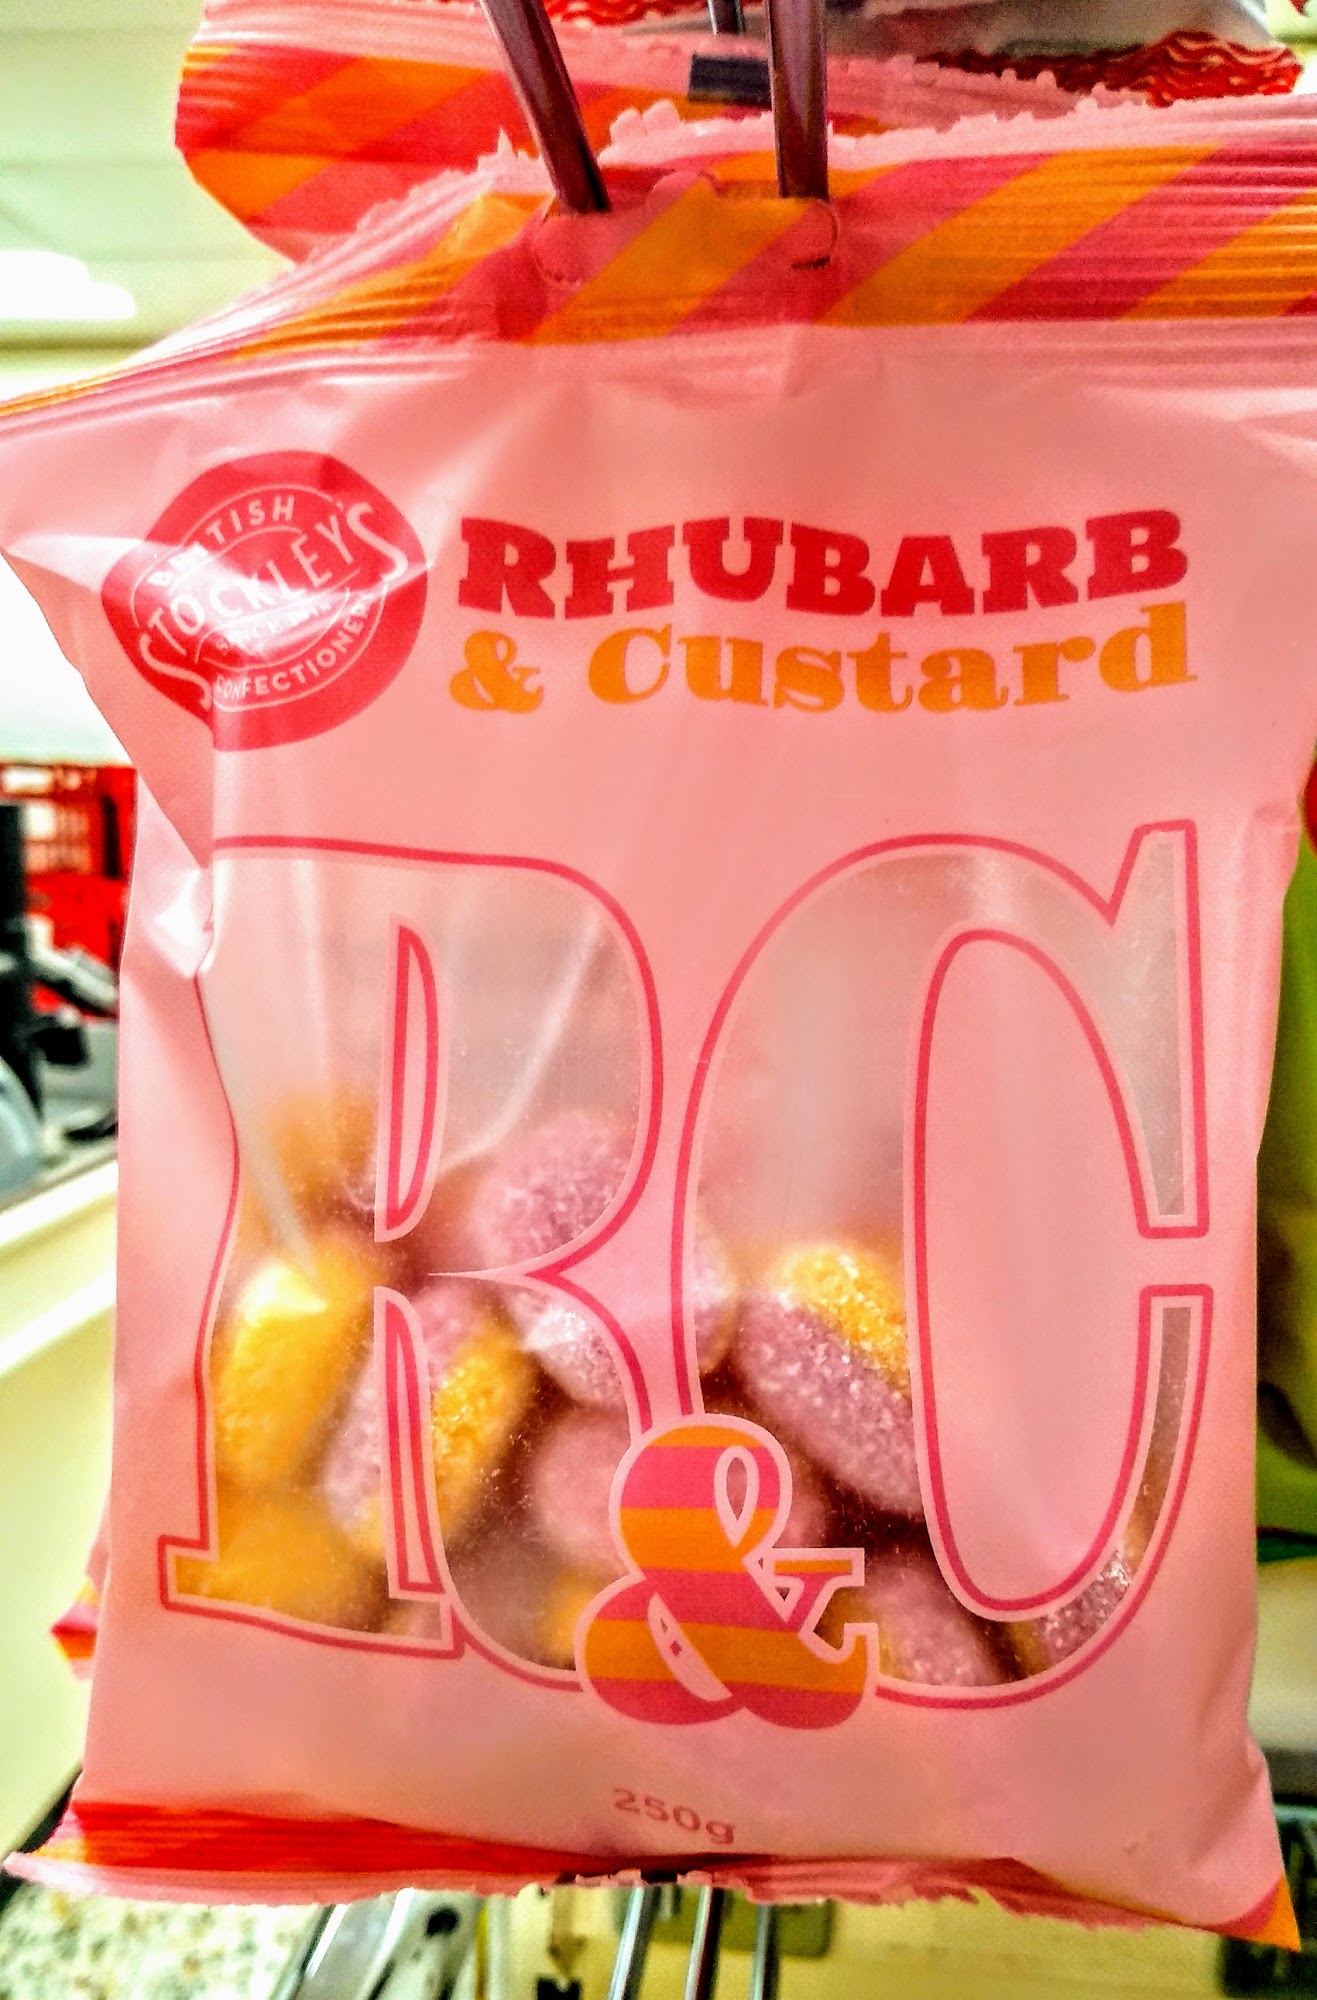 BRITISH
STOCKLEY'S
SINCE
CONFECTIONERY
RHUBARB
& Custard
R&C
250g